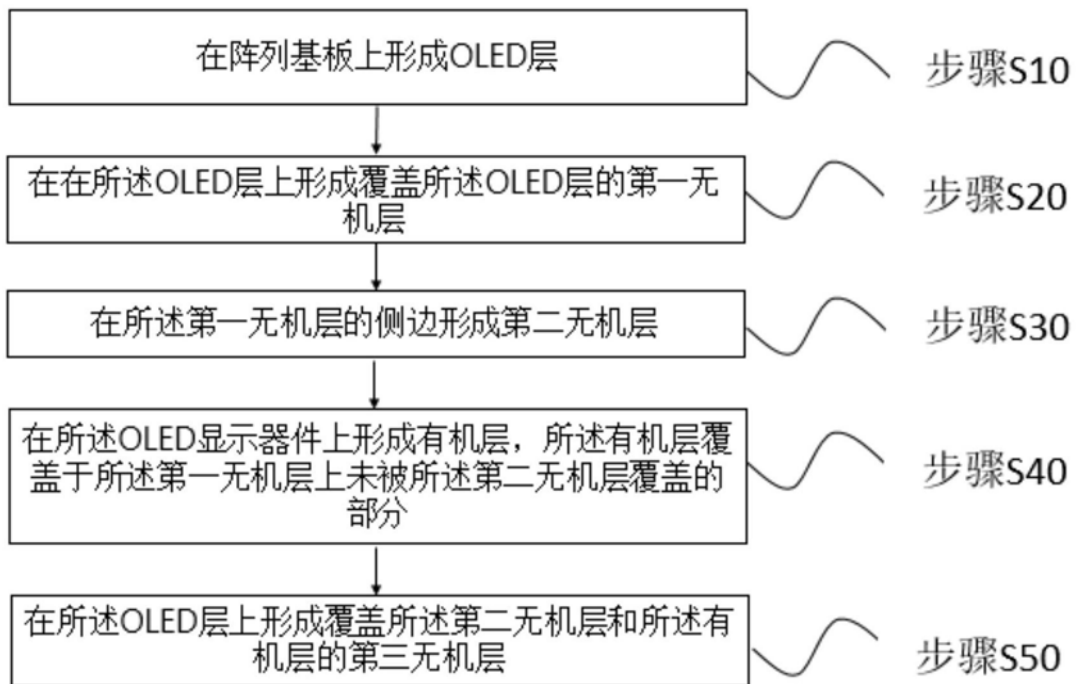 在阵列基板上形成OLED层
步骤S10
在在所述OLED层上形成覆盖所述OLED层的第一无
机层
步骤S20
在所述第一无机层的侧边形成第二无机层
步骤S30
在所述OLED显示器件上形成有机层，所述有机层覆
盖于所述第一无机层上未被所述第二无机层覆盖的
部分
步骤S40
在所述OLED层上形成覆盖所述第二无机层和所述有
机层的第三无机层
步骤S50